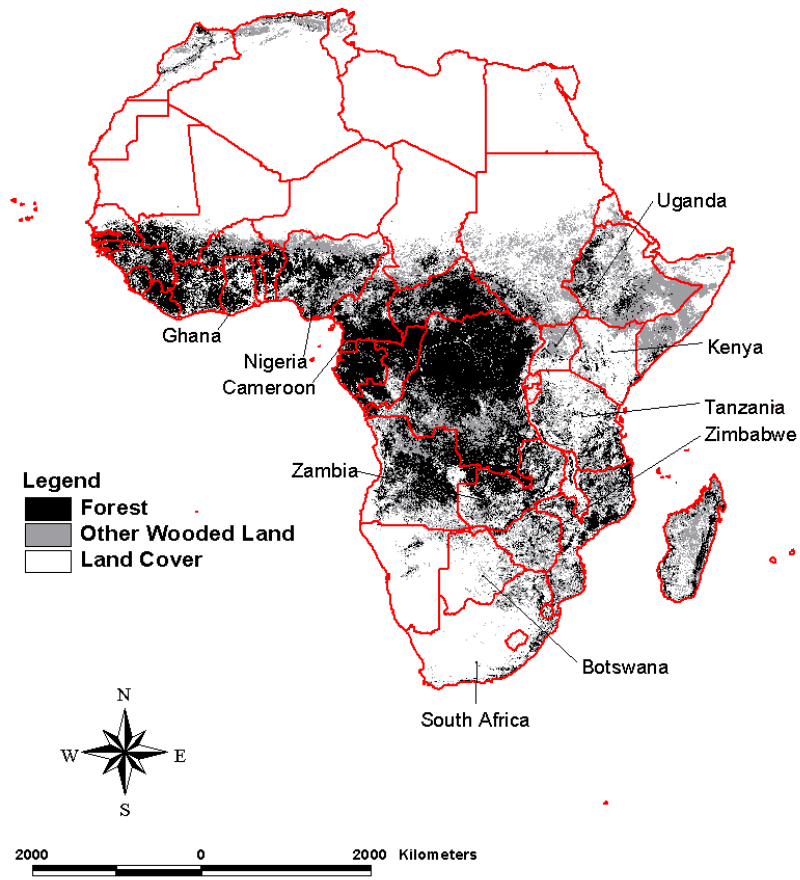 Uganda
Ghana
Nigeria
Cameroon
Kenya
Tanzania
Zimbabwe
Zambia
Legend
Forest
Other Wooded Land
Land Cover
Botswana
South Africa
N
W
E
S
2000 0 2000 Kilometers